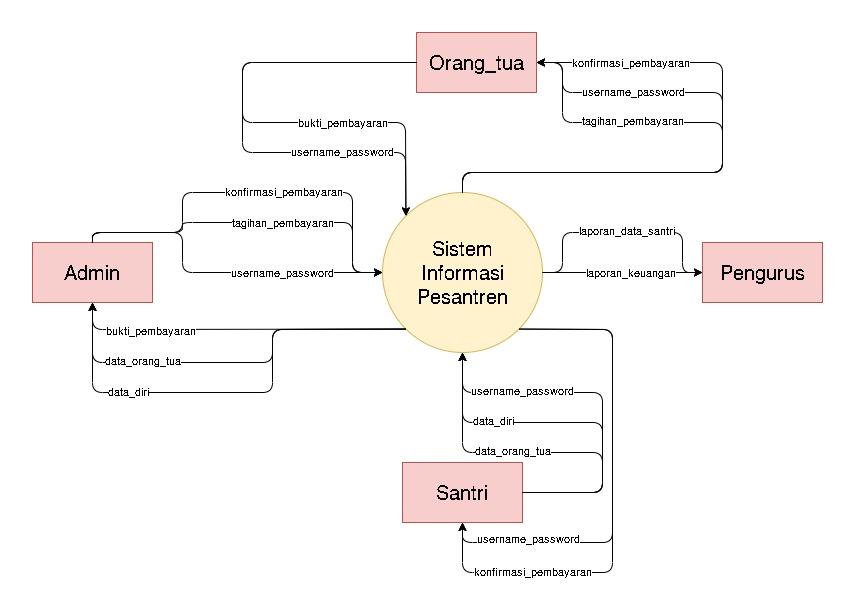 Orang_tua
konfirmasi_pembayaran
username_password
tagihan_pembayaran
bukti_pembayaran
username_password
konfirmasi_pembayaran
tagihan_pembayaran
username_password
Admin
Sistem
Informasi
Pesantren
laporan_data_santri
laporan_keuangan
Pengurus
bukti_pembayaran
data_orang_tua
data_diri
username_password
data_diri
data_orang_tua
Santri
username_password
konfirmasi_pembayaran